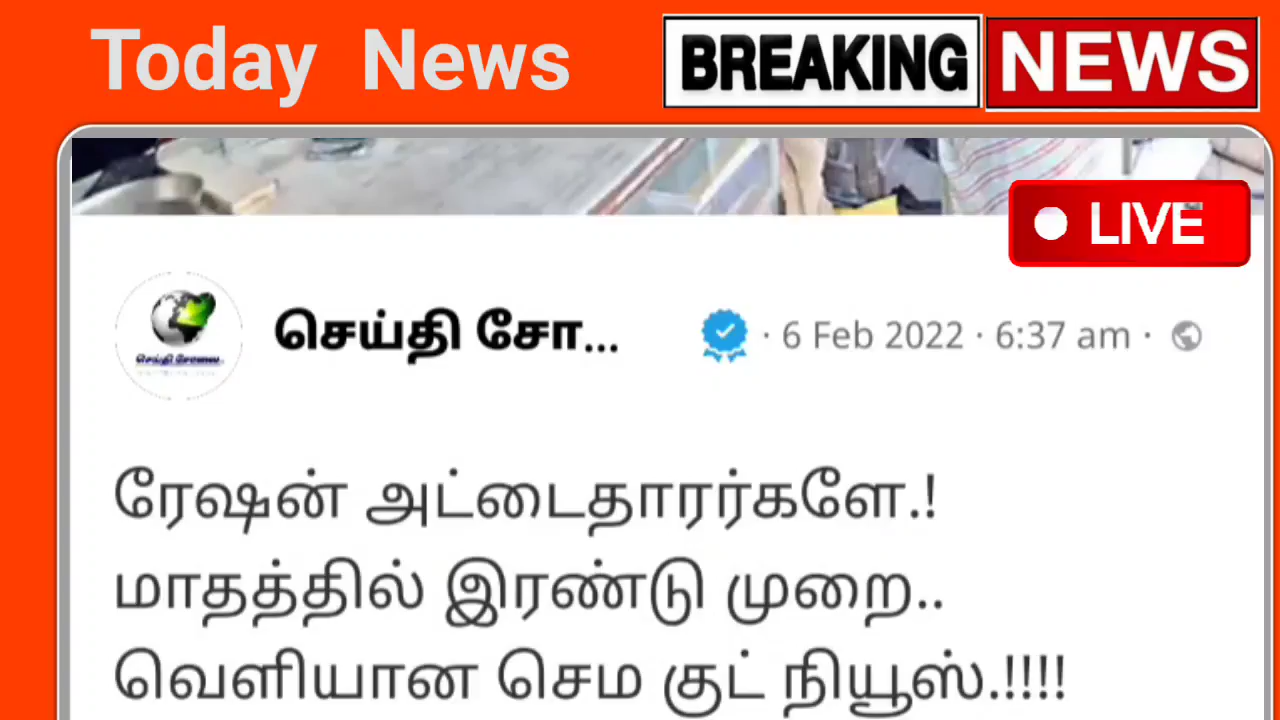 Today News
BREAKING NEWS
LIVE
செய்தி சோ... · 6 Feb 2022 · 6:37 am ·
செய்தி சோலை..
ரேஷன் அட்டைதாரர்களே.!
மாதத்தில் இரண்டு முறை..
வெளியான செம குட் நியூஸ்.!!!!